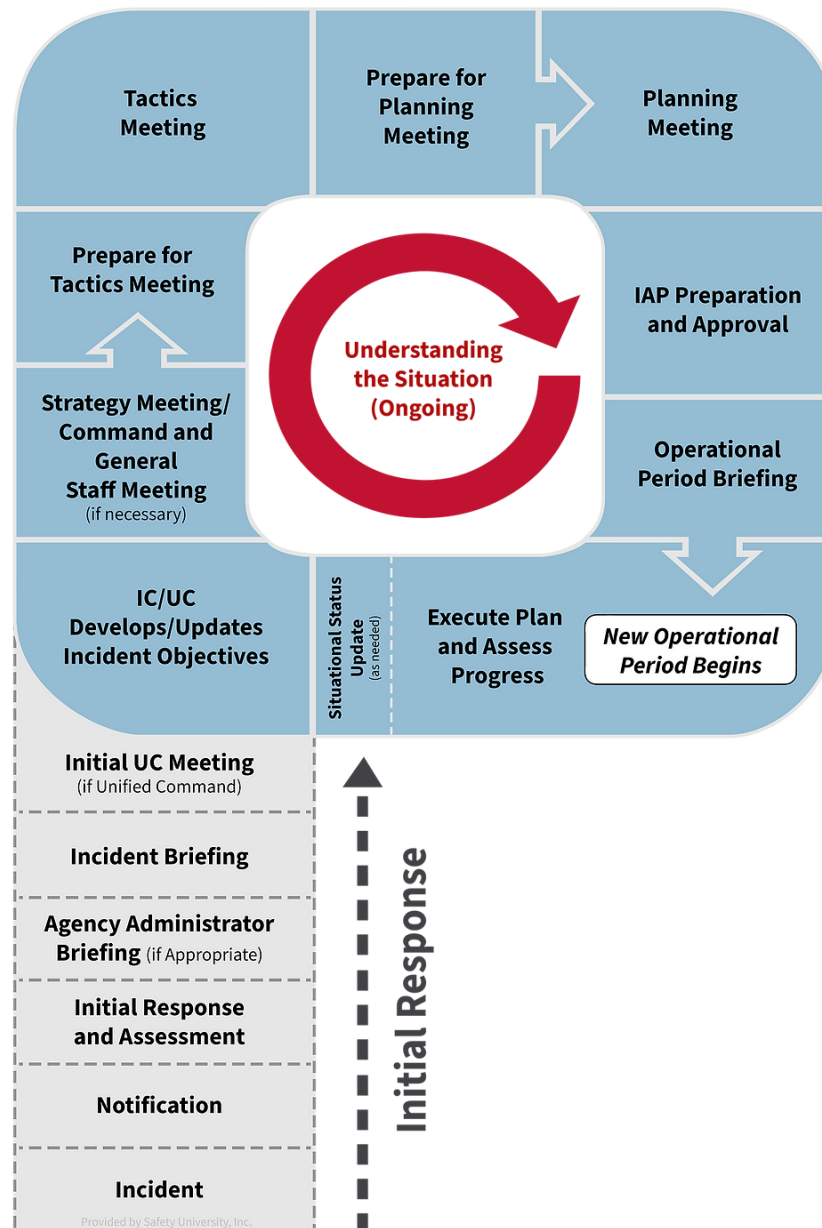 Tactics
Meeting
Prepare for
Planning
Meeting
Planning
Meeting
Prepare for
Tactics Meeting
IAP Preparation
and Approval
Understanding
the Situation
(Ongoing)
Strategy Meeting/
Command and
General
Staff Meeting
(if necessary)
Operational
Period Briefing
IC/UC
Develops/Updates
Incident Objectives
Situational Status
Update
(as needed)
Execute Plan
and Assess
Progress
New Operational
Period Begins
Initial UC Meeting
(if Unified Command)
Incident Briefing
Agency Administrator
Briefing (if Appropriate)
Initial Response
and Assessment
Notification
Incident
Provided by Safety University, Inc.
Initial Response